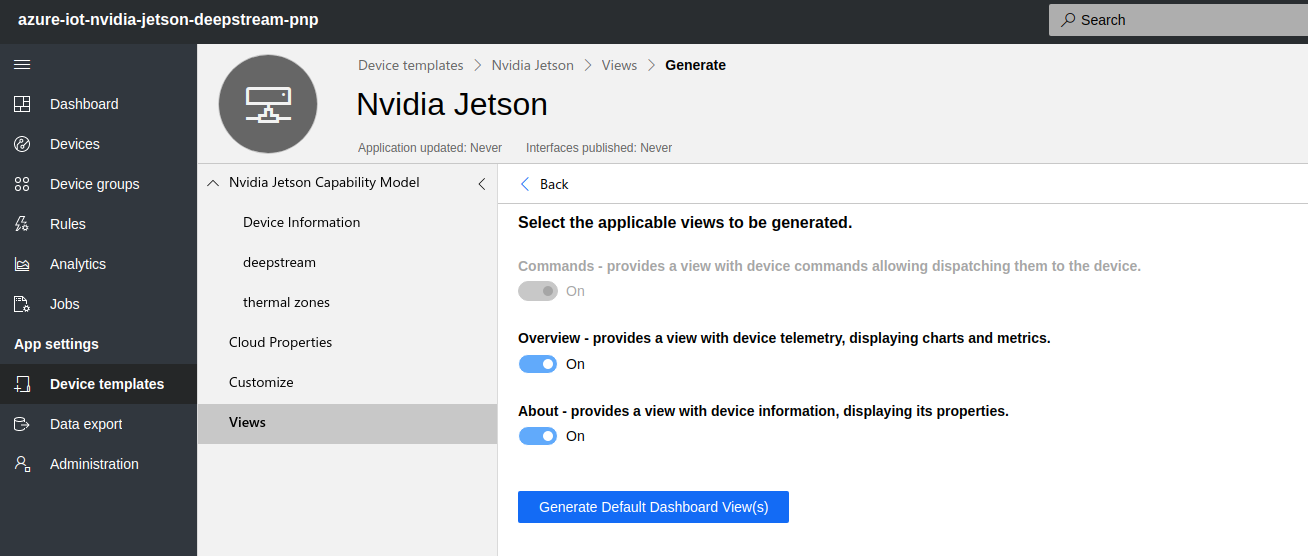 azure-iot-nvidia-jetson-deepstream-pnp
Search
Dashboard
Devices
Device groups
Rules
Analytics
Jobs
App settings
Device templates
Data export
Administration
Device templates > Nvidia Jetson > Views > Generate
Nvidia Jetson
Application updated: Never Interfaces published: Never
Nvidia Jetson Capability Model
Device Information
deepstream
thermal zones
Cloud Properties
Customize
Views
Back
Select the applicable views to be generated.
Commands - provides a view with device commands allowing dispatching them to the device.
On
Overview - provides a view with device telemetry, displaying charts and metrics.
On
About - provides a view with device information, displaying its properties.
On
Generate Default Dashboard View(s)